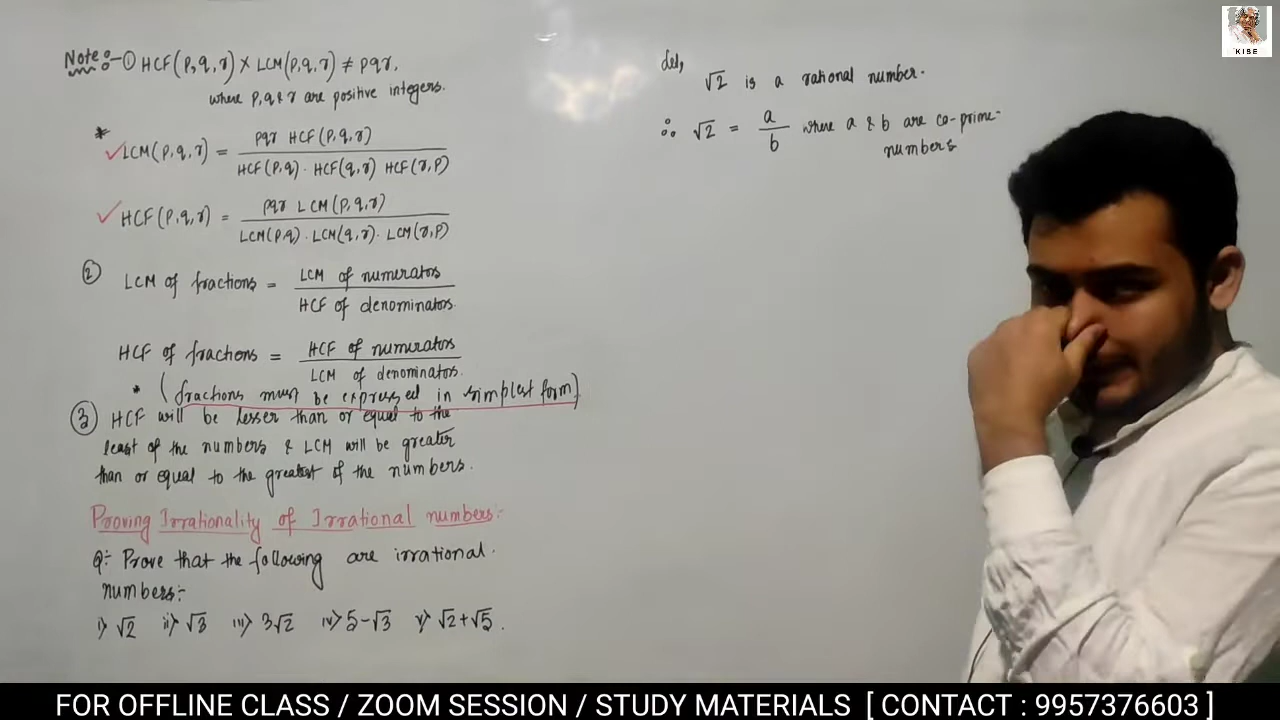 Note :- ① HCF(p,q,r) × LCM(p,q,r) ≠ pqr,
where p,q & r are positive integers.
* ✓ LCM(p,q,r) = pqr HCF(p,q,r) / HCF(p,q) . HCF(q,r) HCF(r,p)
✓ HCF(p,q,r) = pqr LCM(p,q,r) / LCM(p,q) . LCM(q,r) . LCM(r,p)
② LCM of fractions = LCM of numerators / HCF of denominators.
HCF of fractions = HCF of numerators / LCM of denominators.
* (fractions must be expressed in simplest form)
③ HCF will be lesser than or equal to the
least of the numbers & LCM will be greater
than or equal to the greatest of the numbers.
Proving Irrationality of Irrational numbers:-
Q:- Prove that the following are irrational
numbers:-
i) √2 ii) √3 iii) 3√2 iv) 5-√3 v) √2+√5.
Let,
√2 is a rational number.
∴ √2 = a / b where a & b are co-prime
numbers
KISE
FOR OFFLINE CLASS / ZOOM SESSION / STUDY MATERIALS [ CONTACT : 9957376603 ]